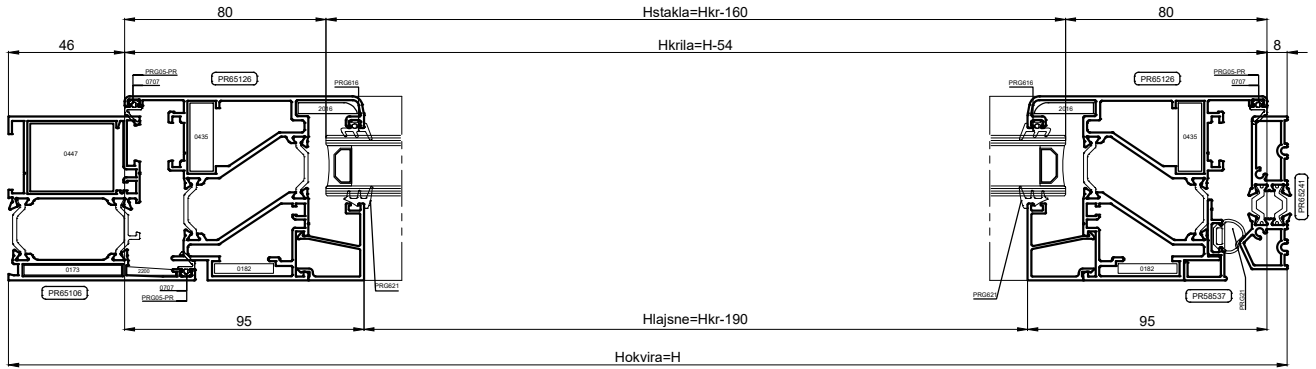 80
Hstakla=Hkr-160
80
46
Hkrila=H-54
8
PRG05-PR
0707
PR65126
PRG616
PRG616
PR65126
PRG05-PR
0707
2016
2016
0435
0435
0447
PR65241
0173
2200
0182
0182
PR65106
0707
PRG05-PR
PRG621
PRG621
PR58537
PRG21
95
Hlajsne=Hkr-190
95
Hokvira=H